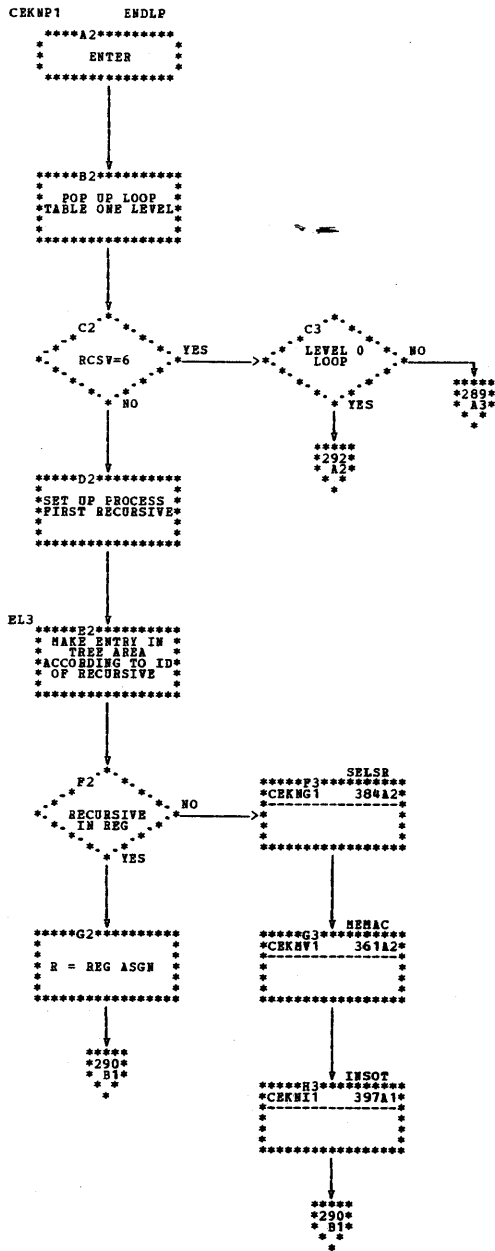 CEKNP1 ENDLP
A2
ENTER
B2
POP UP LOOP
TABLE ONE LEVEL
C2
RCSV=6
YES
NO
C3
LEVEL 0
LOOP
NO
YES
289
A3
292
A2
D2
SET UP PROCESS
FIRST RECURSIVE
EL3
E2
MAKE ENTRY IN
TREE AREA
ACCORDING TO ID
OF RECURSIVE
F2
RECURSIVE
IN REG
NO
YES
SELSR
F3
CEKNG1 384A2
G2
R = REG ASGN
290
B1
MEMAC
G3
CEKMV1 361A2
INSOT
H3
CEKNI1 397A1
290
B1